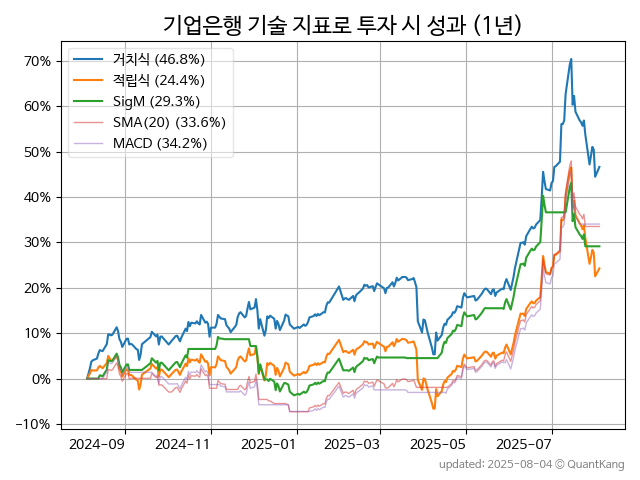 기업은행 기술 지표로 투자 시 성과 (1년)
거치식 (46.8%)
적립식 (24.4%)
SigM (29.3%)
SMA(20) (33.6%)
MACD (34.2%)
70%
60%
50%
40%
30%
20%
10%
0%
−10%
2024−09
2024−11
2025−01
2025−03
2025−05
2025−07
updated: 2025-08-04 © QuantKang